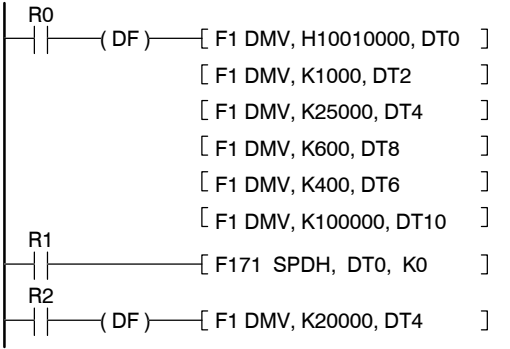 R0
( DF ) [ F1 DMV, H10010000, DT0 ]
[ F1 DMV, K1000, DT2 ]
[ F1 DMV, K25000, DT4 ]
[ F1 DMV, K600, DT8 ]
[ F1 DMV, K400, DT6 ]
[ F1 DMV, K100000, DT10 ]
R1
[ F171 SPDH, DT0, K0 ]
R2
( DF ) [ F1 DMV, K20000, DT4 ]